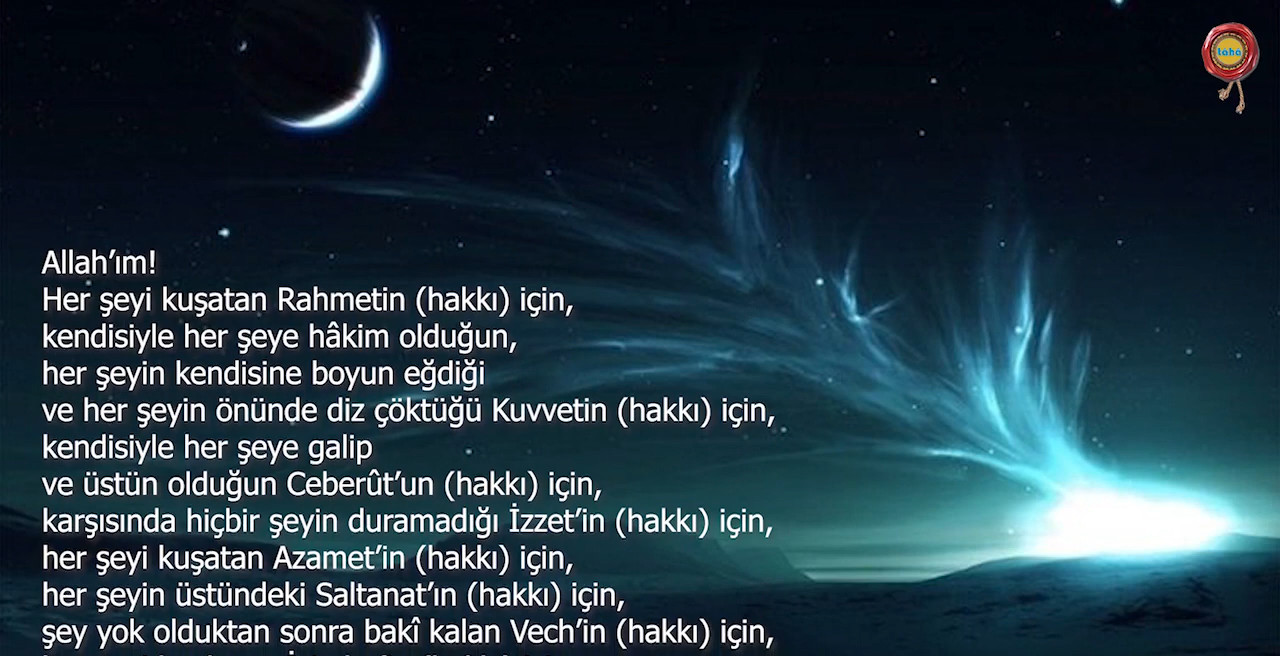 taha
Allah’ım!
Her şeyi kuşatan Rahmetin (hakkı) için,
kendisiyle her şeye hâkim olduğun,
her şeyin kendisine boyun eğdiği
ve her şeyin önünde diz çöktüğü Kuvvetin (hakkı) için,
kendisiyle her şeye galip
ve üstün olduğun Ceberût’un (hakkı) için,
karşısında hiçbir şeyin duramadığı İzzet’in (hakkı) için,
her şeyi kuşatan Azamet’in (hakkı) için,
her şeyin üstündeki Saltanat’ın (hakkı) için,
şey yok olduktan sonra bakî kalan Vech’in (hakkı) için,